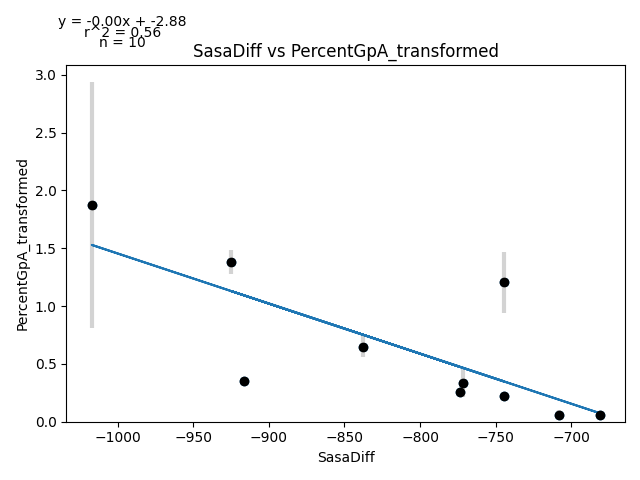 y = -0.00x + -2.88
r^2 = 0.56
n = 10
SasaDiff vs PercentGpA_transformed
3.0
2.5
2.0
1.5
1.0
0.5
0.0
PercentGpA_transformed
−1000 −950 −900 −850 −800 −750 −700
SasaDiff